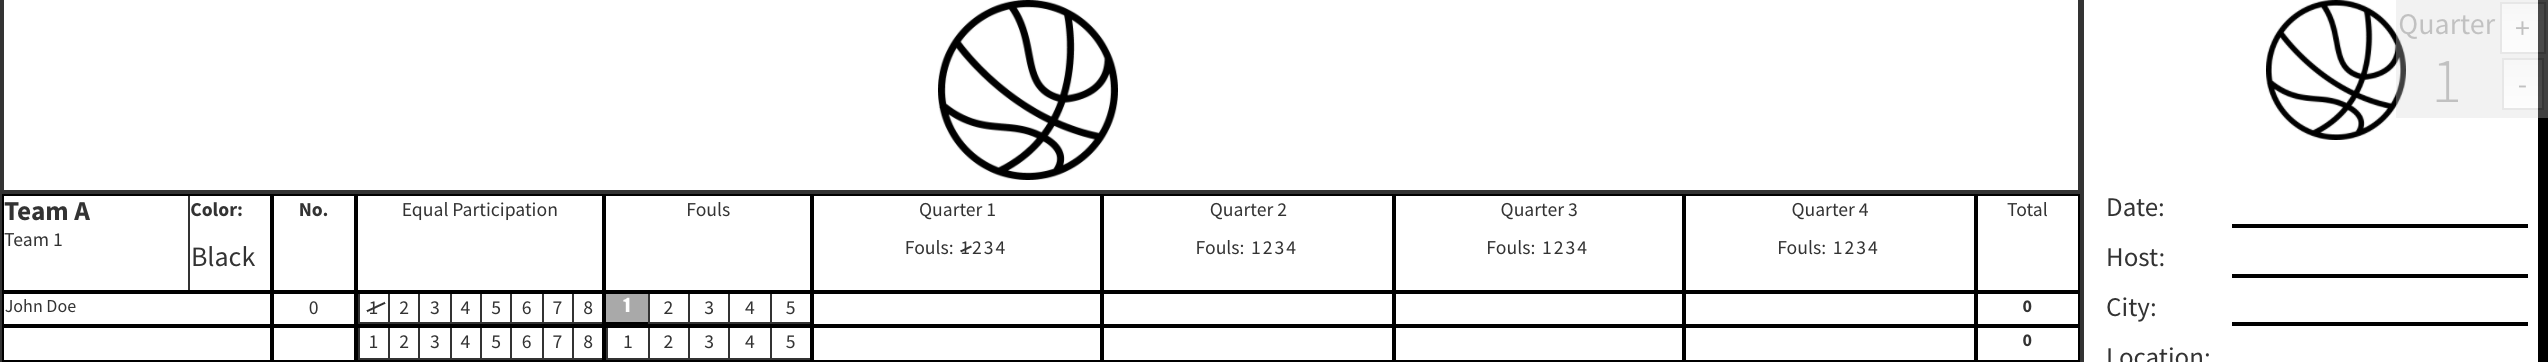 Quarter +
1 -
Team A Color: No. Equal Participation Fouls Quarter 1 Quarter 2 Quarter 3 Quarter 4 Total
Team 1 Black Fouls: 1234 Fouls: 1234 Fouls: 1234 Fouls: 1234
John Doe 0 1 2 3 4 5 6 7 8 1 2 3 4 5 0
1 2 3 4 5 6 7 8 1 2 3 4 5 0
Date:
Host:
City:
Location: